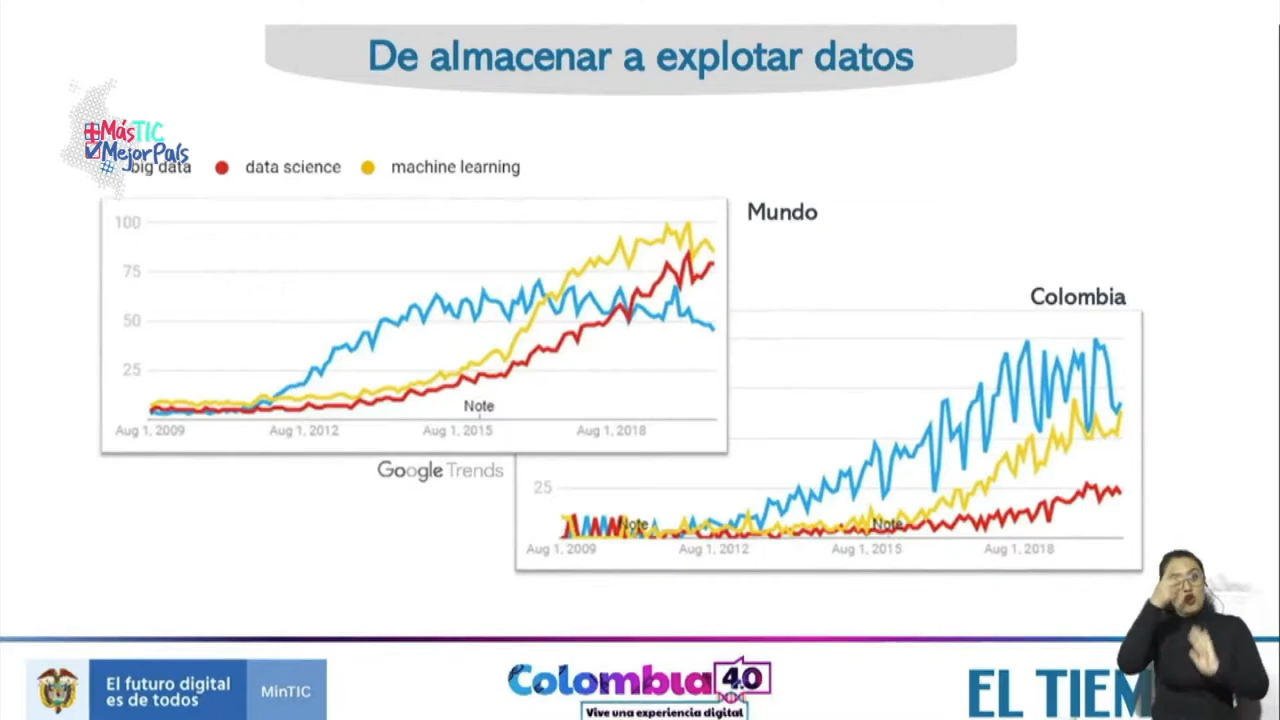 De almacenar a explotar datos
+MásTIC
MejorPaís
#
big data data science machine learning
Mundo
100
75
50
25
Note
Aug 1, 2009 Aug 1, 2012 Aug 1, 2015 Aug 1, 2018
Google Trends
Colombia
25
Note Note
Aug 1, 2009 Aug 1, 2012 Aug 1, 2015 Aug 1, 2018
El futuro digital
es de todos
MinTIC
Colombia 4.0
Vive una experiencia digital
EL TIEM